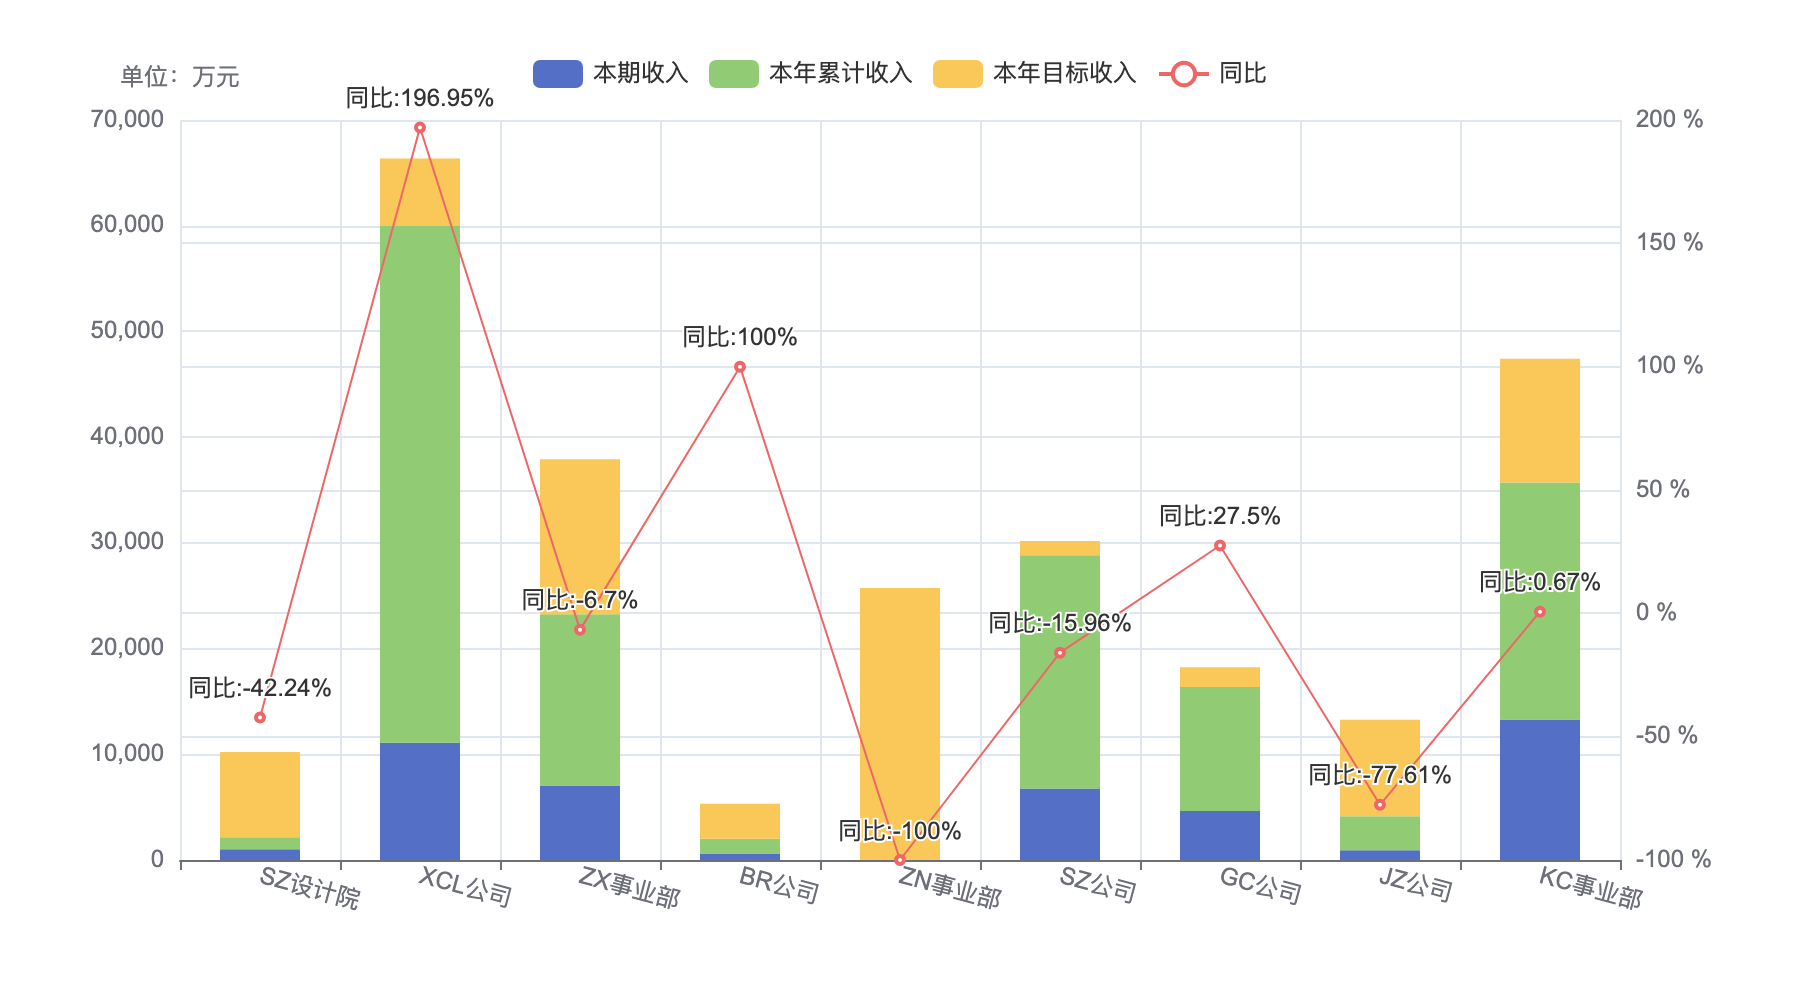 单位：万元
本期收入 本年累计收入 本年目标收入 同比
70,000
60,000
50,000
40,000
30,000
20,000
10,000
0
200 %
150 %
100 %
50 %
0 %
-50 %
-100 %
同比:-42.24%
同比:196.95%
同比:-6.7%
同比:100%
同比:-100%
同比:-15.96%
同比:27.5%
同比:-77.61%
同比:0.67%
SZ设计院
XCL公司
ZX事业部
BR公司
ZN事业部
SZ公司
GC公司
JZ公司
KC事业部